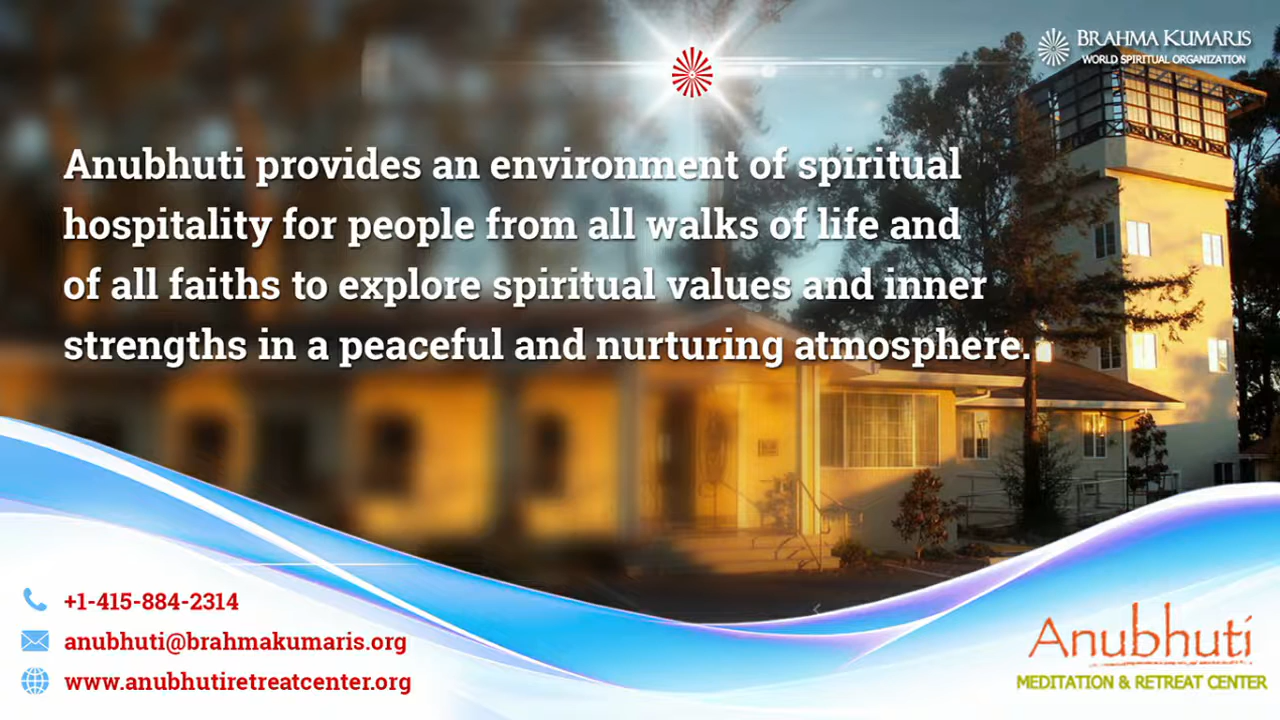 BRAHMA KUMARIS
WORLD SPIRITUAL ORGANIZATION
Anubhuti provides an environment of spiritual
hospitality for people from all walks of life and
of all faiths to explore spiritual values and inner
strengths in a peaceful and nurturing atmosphere.
+1-415-884-2314
anubhuti@brahmakumaris.org
www.anubhutiretreatcenter.org
Anubhuti
MEDITATION & RETREAT CENTER